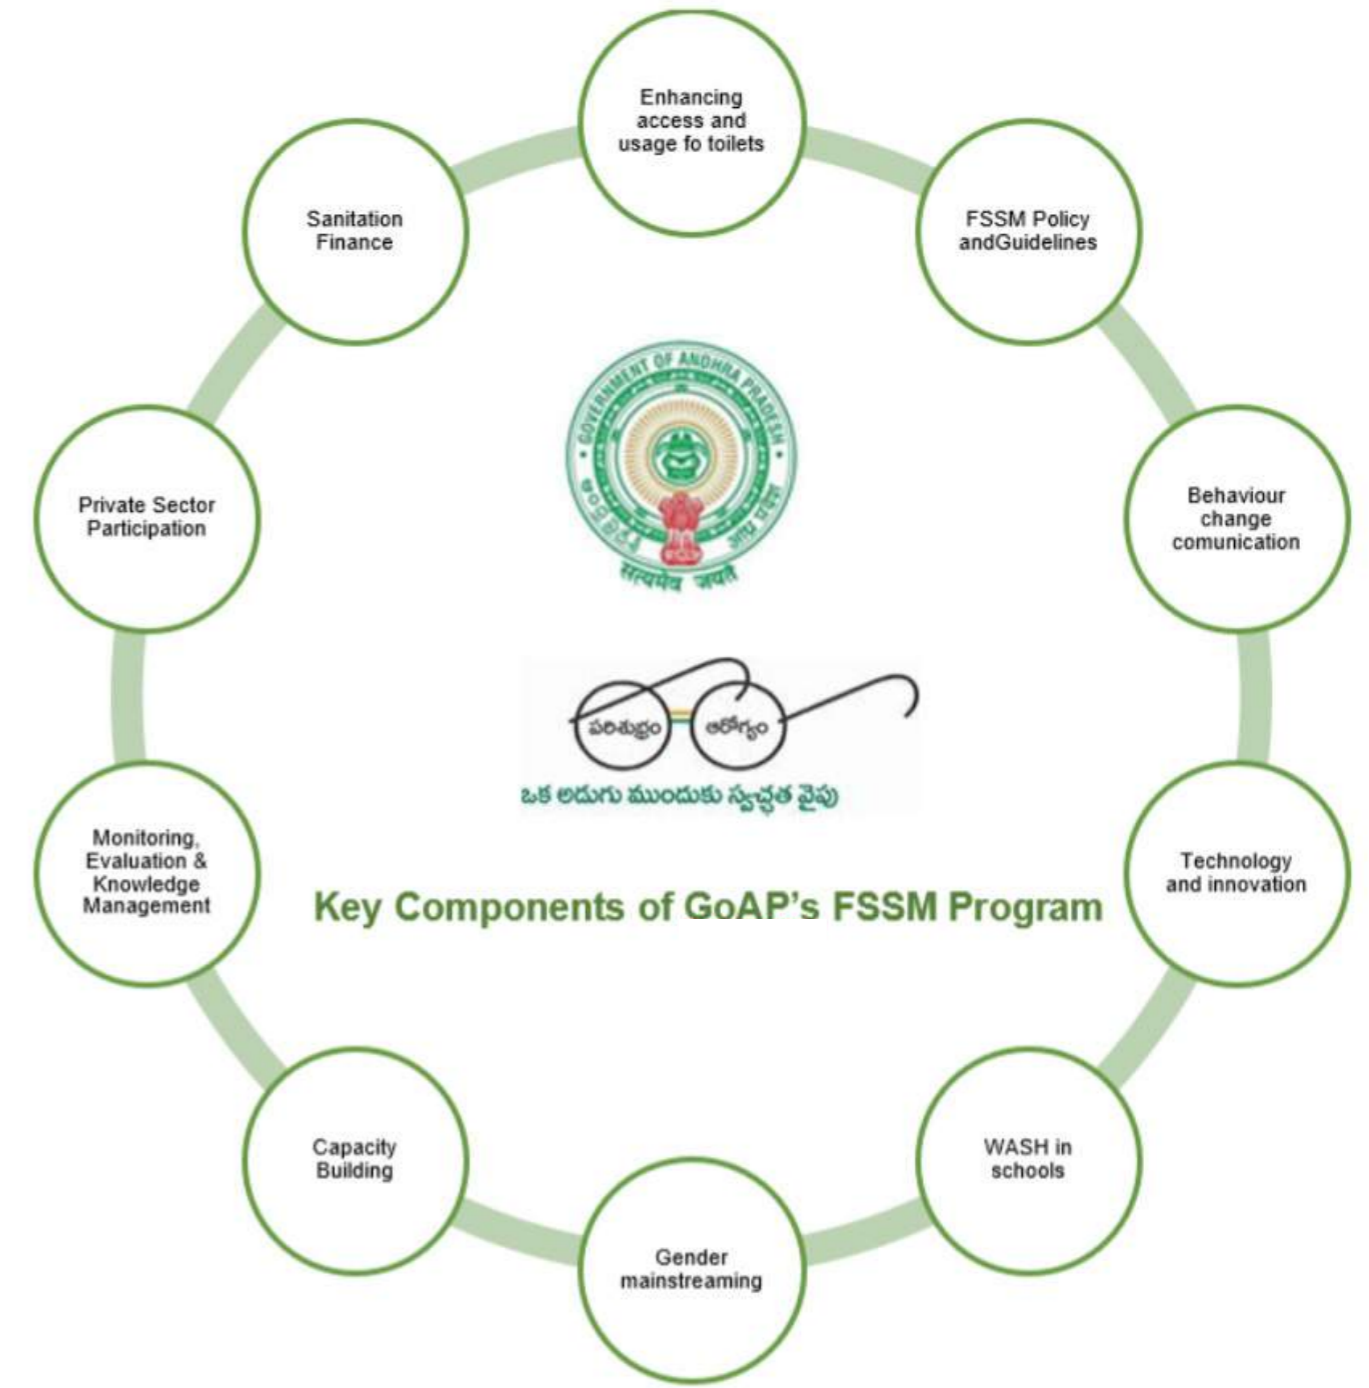 Enhancing
access and
usage fo toilets
FSSM Policy
andGuidelines
Behaviour
change
comunication
Technology
and innovation
WASH in
schools
Gender
mainstreaming
Capacity
Building
Monitoring,
Evaluation &
Knowledge
Management
Private Sector
Participation
Sanitation
Finance
GOVERNMENT OF ANDHRA PRADESH
सत्यमेव जयते
పరిశుభ్రం
ఆరోగ్యం
ఒక అడుగు ముందుకు స్వచ్ఛత వైపు
Key Components of GoAP's FSSM Program